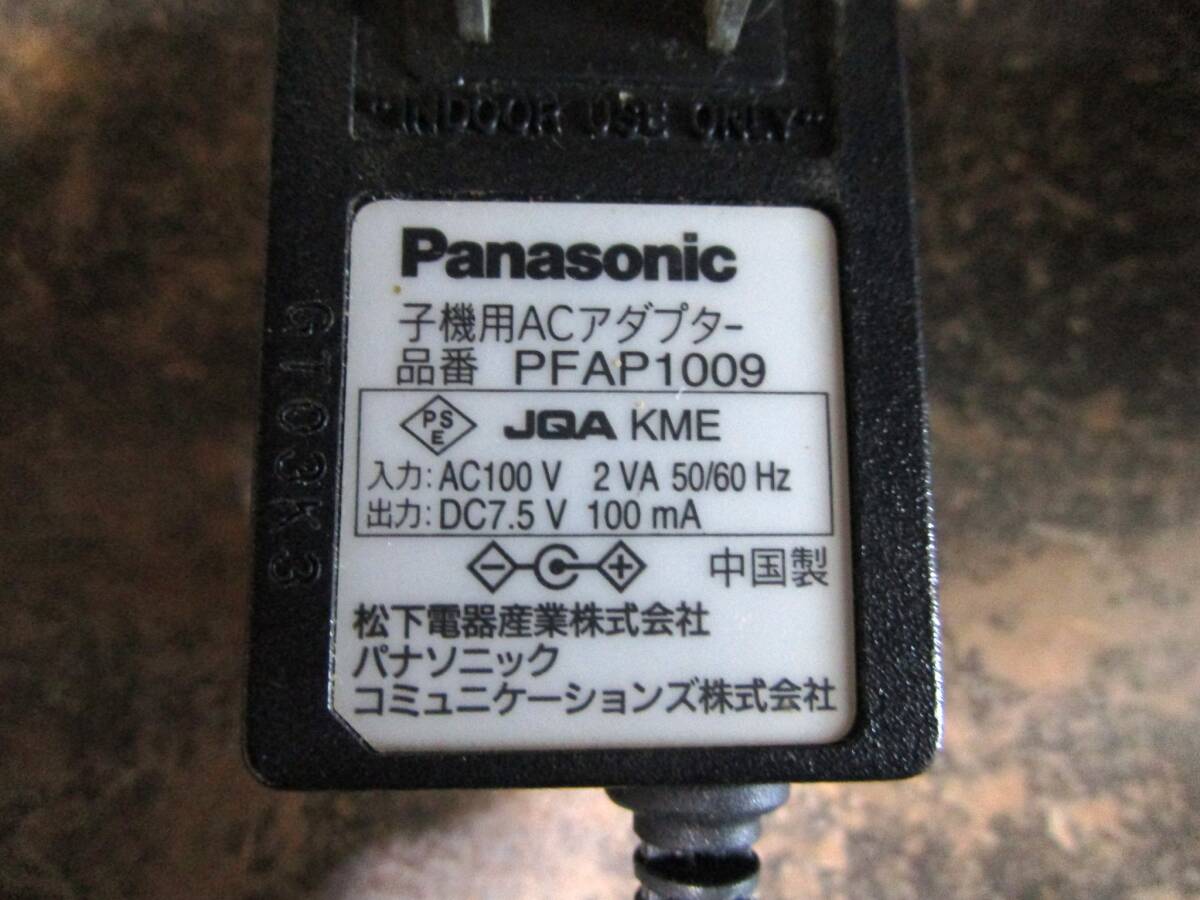 "INDOOR USE ONLY"
Panasonic
子機用ACアダプター
品番 PFAP1009
PSE JQA KME
入力: AC100 V 2 VA 50/60 Hz
出力: DC7.5 V 100 mA
中国製
松下電器産業株式会社
パナソニック
コミュニケーションズ株式会社
GT03K3